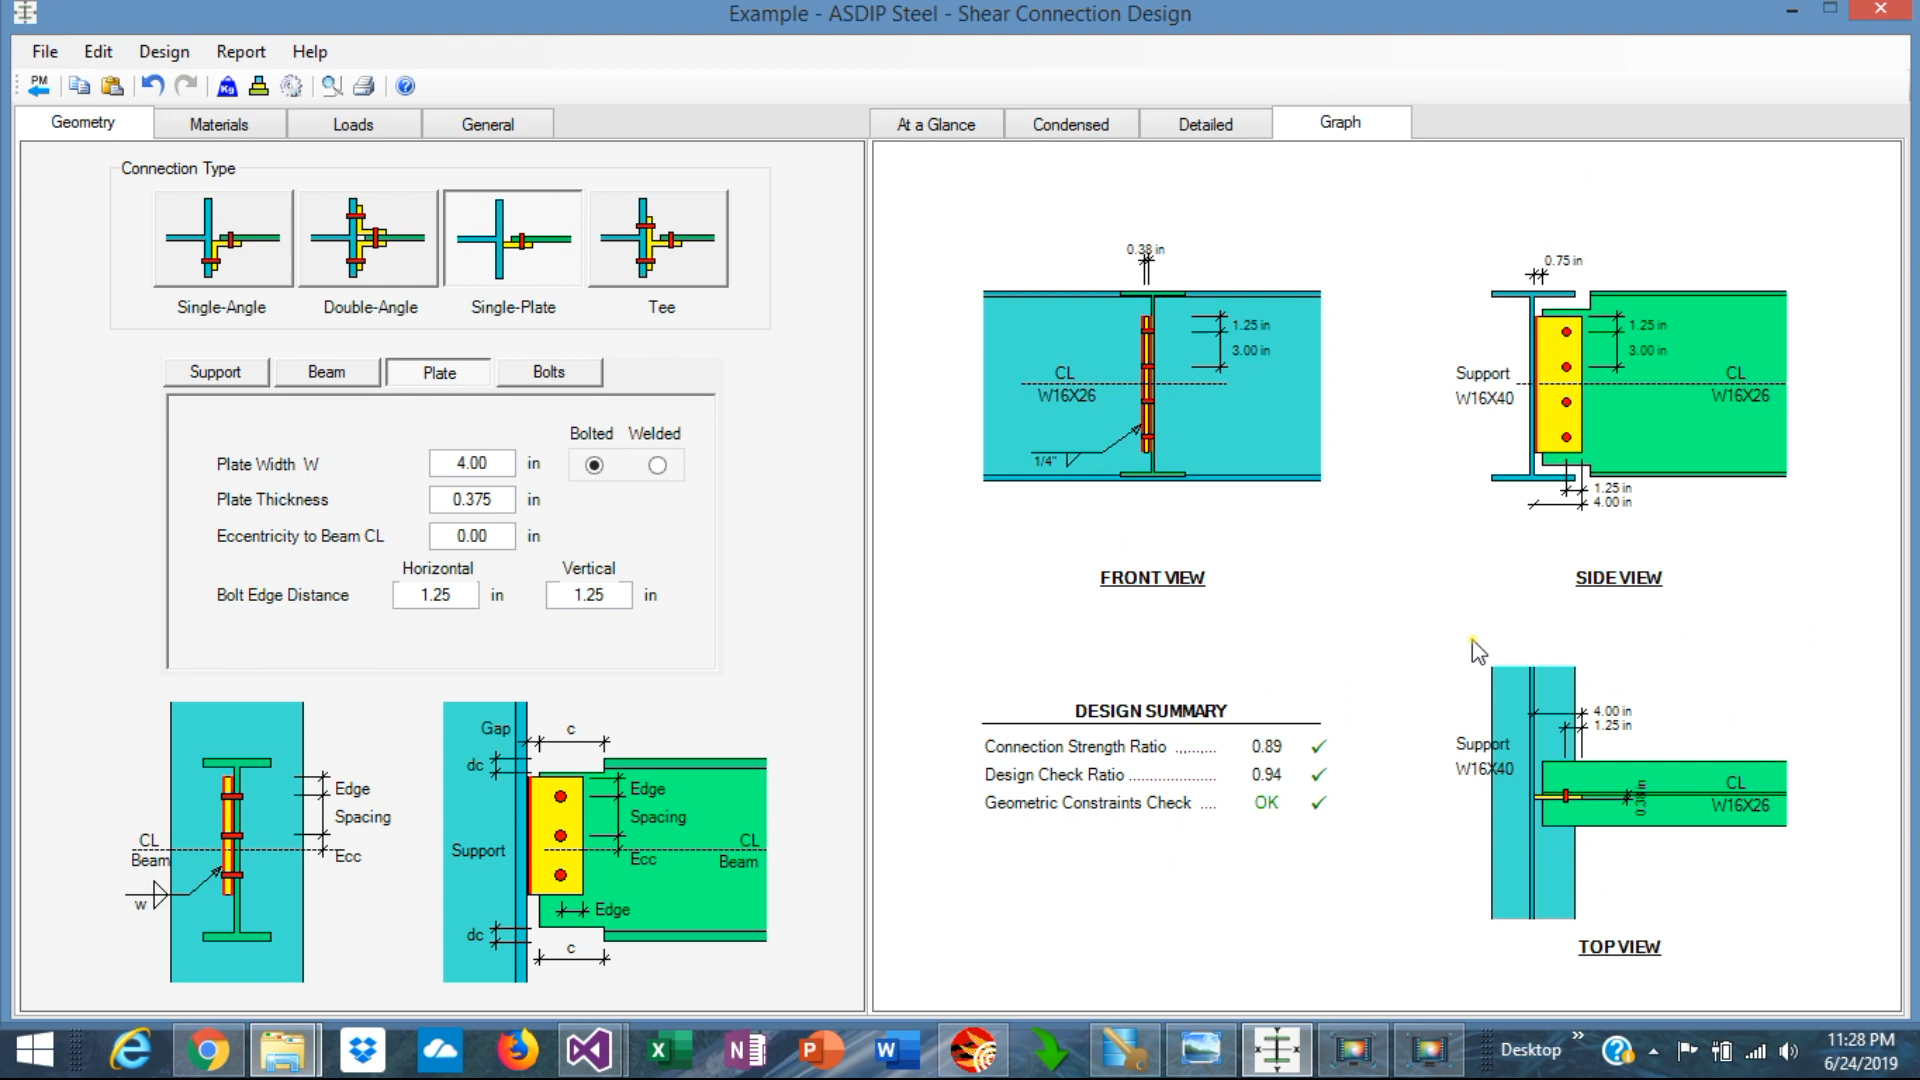 Example - ASDIP Steel - Shear Connection Design
File Edit Design Report Help
PM Kg
Geometry Materials Loads General
At a Glance Condensed Detailed Graph
Connection Type
Single-Angle Double-Angle Single-Plate Tee
Support Beam Plate Bolts
Bolted Welded
Plate Width W 4.00 in
Plate Thickness 0.375 in
Eccentricity to Beam CL 0.00 in
Horizontal Vertical
Bolt Edge Distance 1.25 in 1.25 in
Edge
Spacing
CL
Beam
Ecc
w
Gap
c
dc
Edge
Spacing
Support
CL
Ecc
Beam
Edge
dc
c
0.38 in
1.25 in
3.00 in
CL
W16X26
1/4"
FRONT VIEW
0.75 in
1.25 in
3.00 in
Support
W16X40
CL
W16X26
1.25 in
4.00 in
SIDE VIEW
DESIGN SUMMARY
Connection Strength Ratio .,,....... 0.89 ✓
Design Check Ratio ..................... 0.94 ✓
Geometric Constraints Check .... OK ✓
4.00 in
1.25 in
Support
W16X40
0.38 in
CL
W16X26
TOP VIEW
Desktop
11:28 PM
6/24/2019